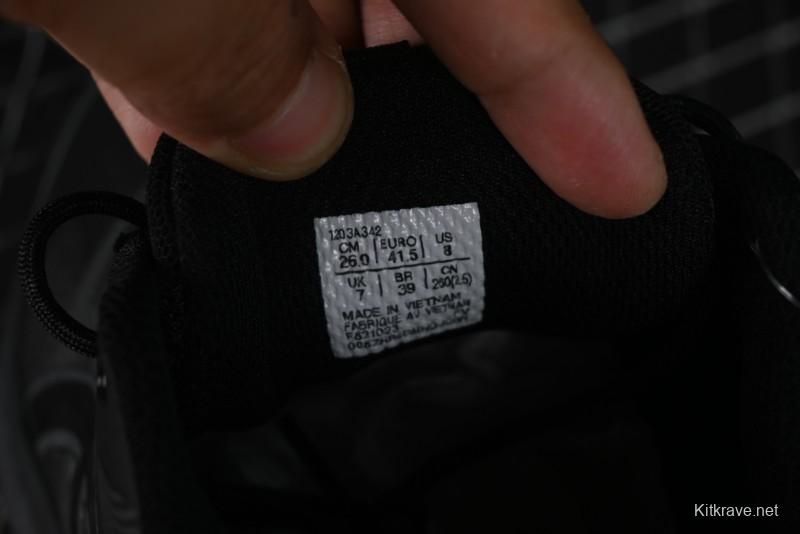 1203A342
CM EURO US
26.0 41.5 8
UK BR CN
7 39 260(2.5)
MADE IN VIETNAM
FABRIQUE AU VIETNAM
Kitkrave.net